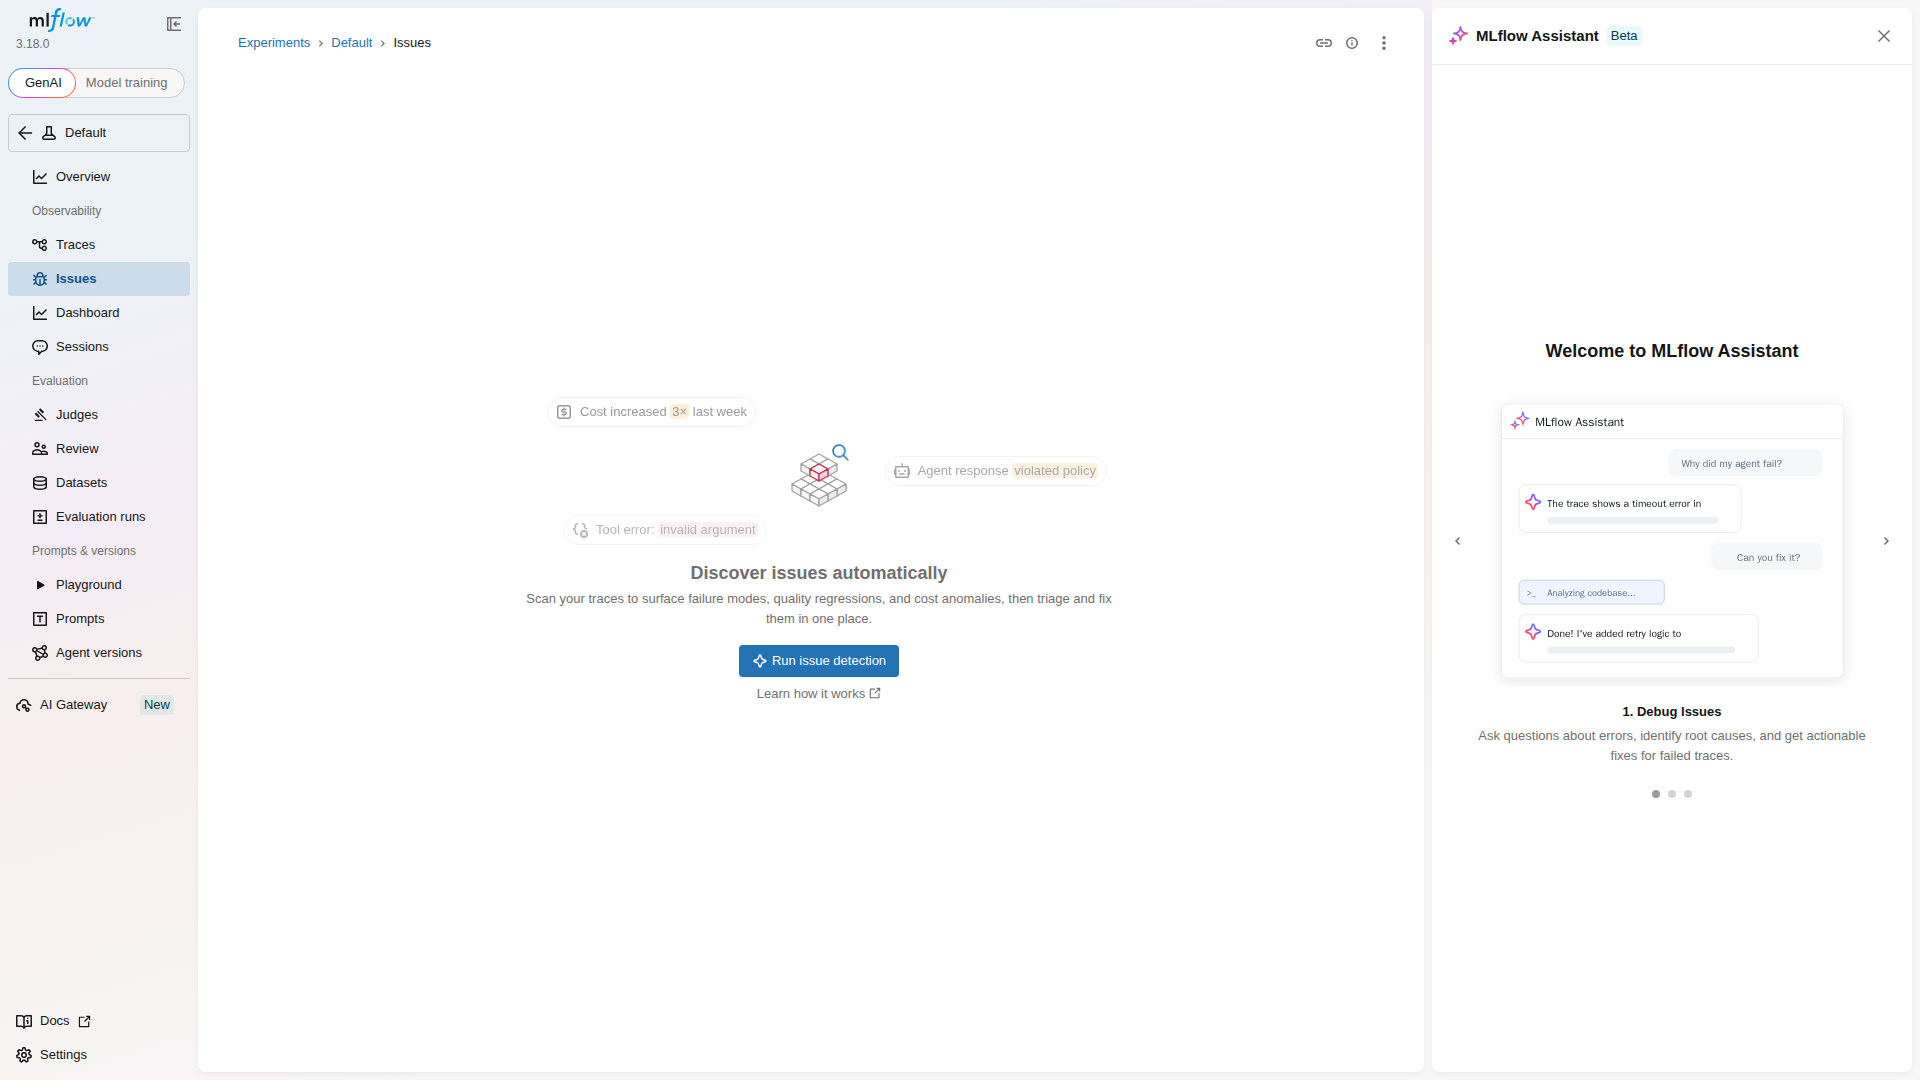 mlflow
3.18.0
GenAI
Model training
Default
Overview
Observability
Traces
Issues
Dashboard
Sessions
Evaluation
Judges
Review
Datasets
Evaluation runs
Prompts & versions
Playground
Prompts
Agent versions
AI Gateway New
Docs
Settings
Experiments › Default › Issues
Cost increased 3× last week
Agent response violated policy
Tool error: invalid argument
Discover issues automatically
Scan your traces to surface failure modes, quality regressions, and cost anomalies, then triage and fix
them in one place.
Run issue detection
Learn how it works
MLflow Assistant Beta
Welcome to MLflow Assistant
MLflow Assistant
Why did my agent fail?
The trace shows a timeout error in
Can you fix it?
>_ Analyzing codebase...
Done! I've added retry logic to
1. Debug Issues
Ask questions about errors, identify root causes, and get actionable
fixes for failed traces.